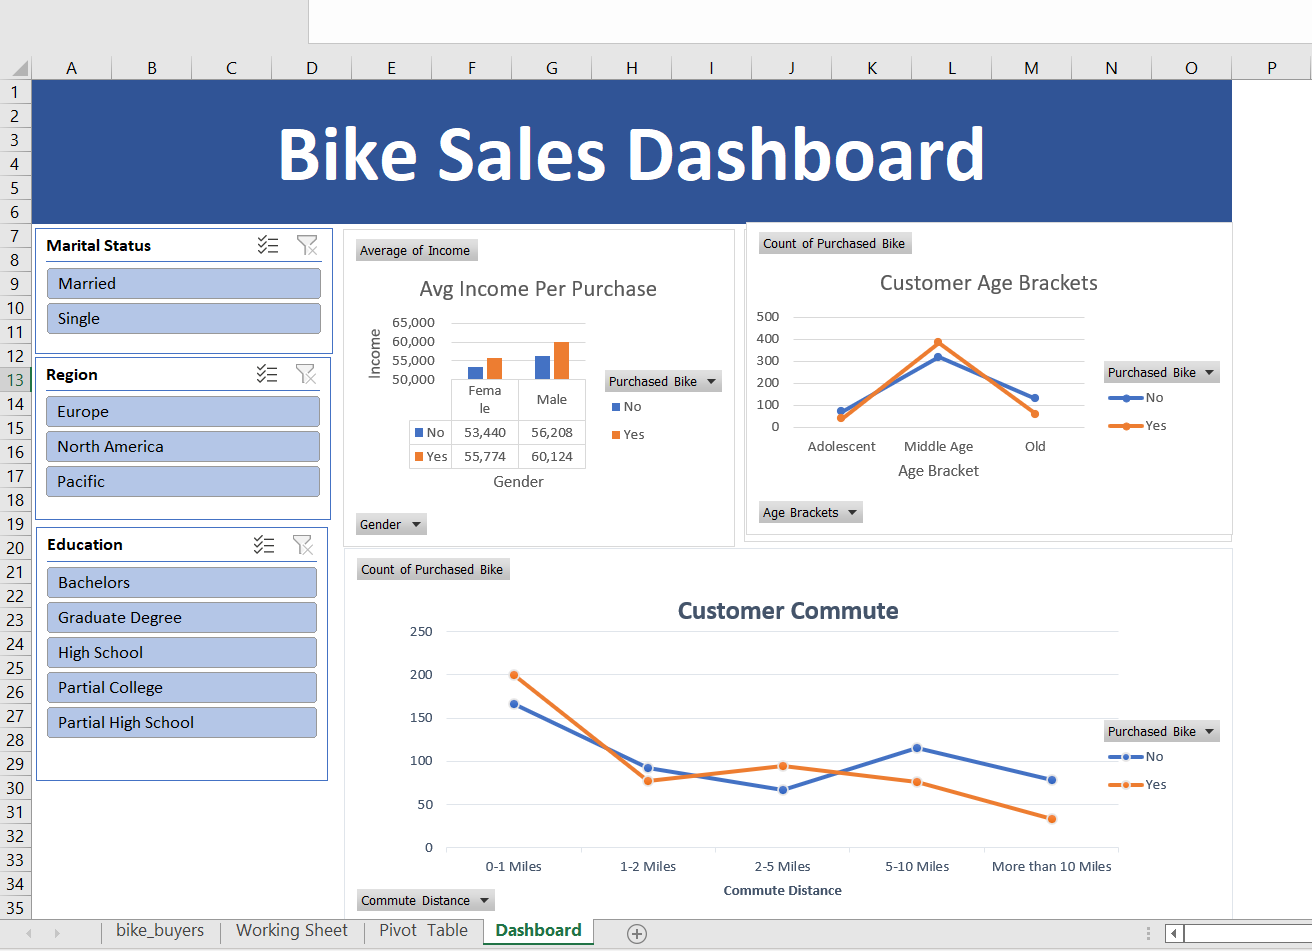 A B C D E F G H I J K L M N O P
1
2
3
4
5
6
7
8
9
10
11
12
13
14
15
16
17
18
19
20
21
22
23
24
25
26
27
28
29
30
31
32
33
34
35
Bike Sales Dashboard
Marital Status
Married
Single
Region
Europe
North America
Pacific
Education
Bachelors
Graduate Degree
High School
Partial College
Partial High School
Average of Income
Avg Income Per Purchase
Income
65,000
60,000
55,000
50,000
Fema
le
Male
No 53,440 56,208
Yes 55,774 60,124
Gender
Purchased Bike
No
Yes
Gender
Count of Purchased Bike
Customer Age Brackets
500
400
300
200
100
0
Adolescent Middle Age Old
Age Bracket
Purchased Bike
No
Yes
Age Brackets
Count of Purchased Bike
Customer Commute
250
200
150
100
50
0
0-1 Miles 1-2 Miles 2-5 Miles 5-10 Miles More than 10 Miles
Commute Distance
Purchased Bike
No
Yes
Commute Distance
bike_buyers Working Sheet Pivot Table Dashboard